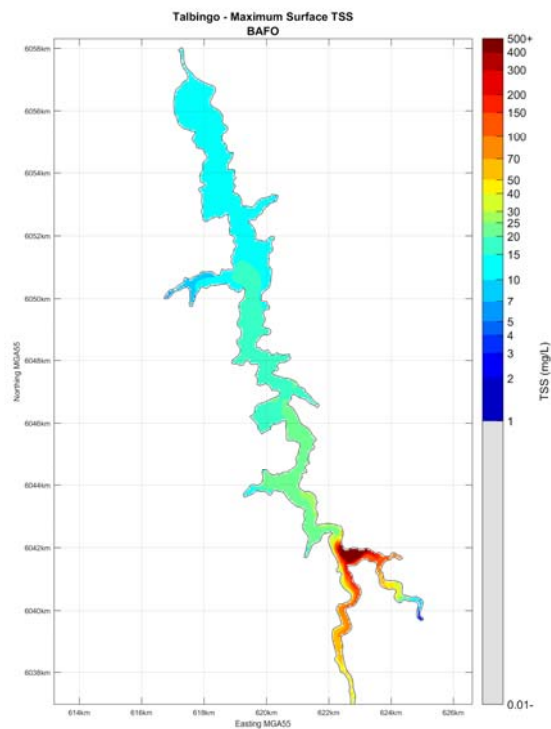 Talbingo - Maximum Surface TSS
BAFO
6058km
6056km
6054km
6052km
6050km
6048km
6046km
6044km
6042km
6040km
6038km
Northing MGA55
614km
616km
618km
620km
622km
624km
626km
Easting MGA55
500+
400
300
200
150
100
70
50
40
30
25
20
15
10
7
5
4
3
2
1
0.01-
TSS (mg/L)